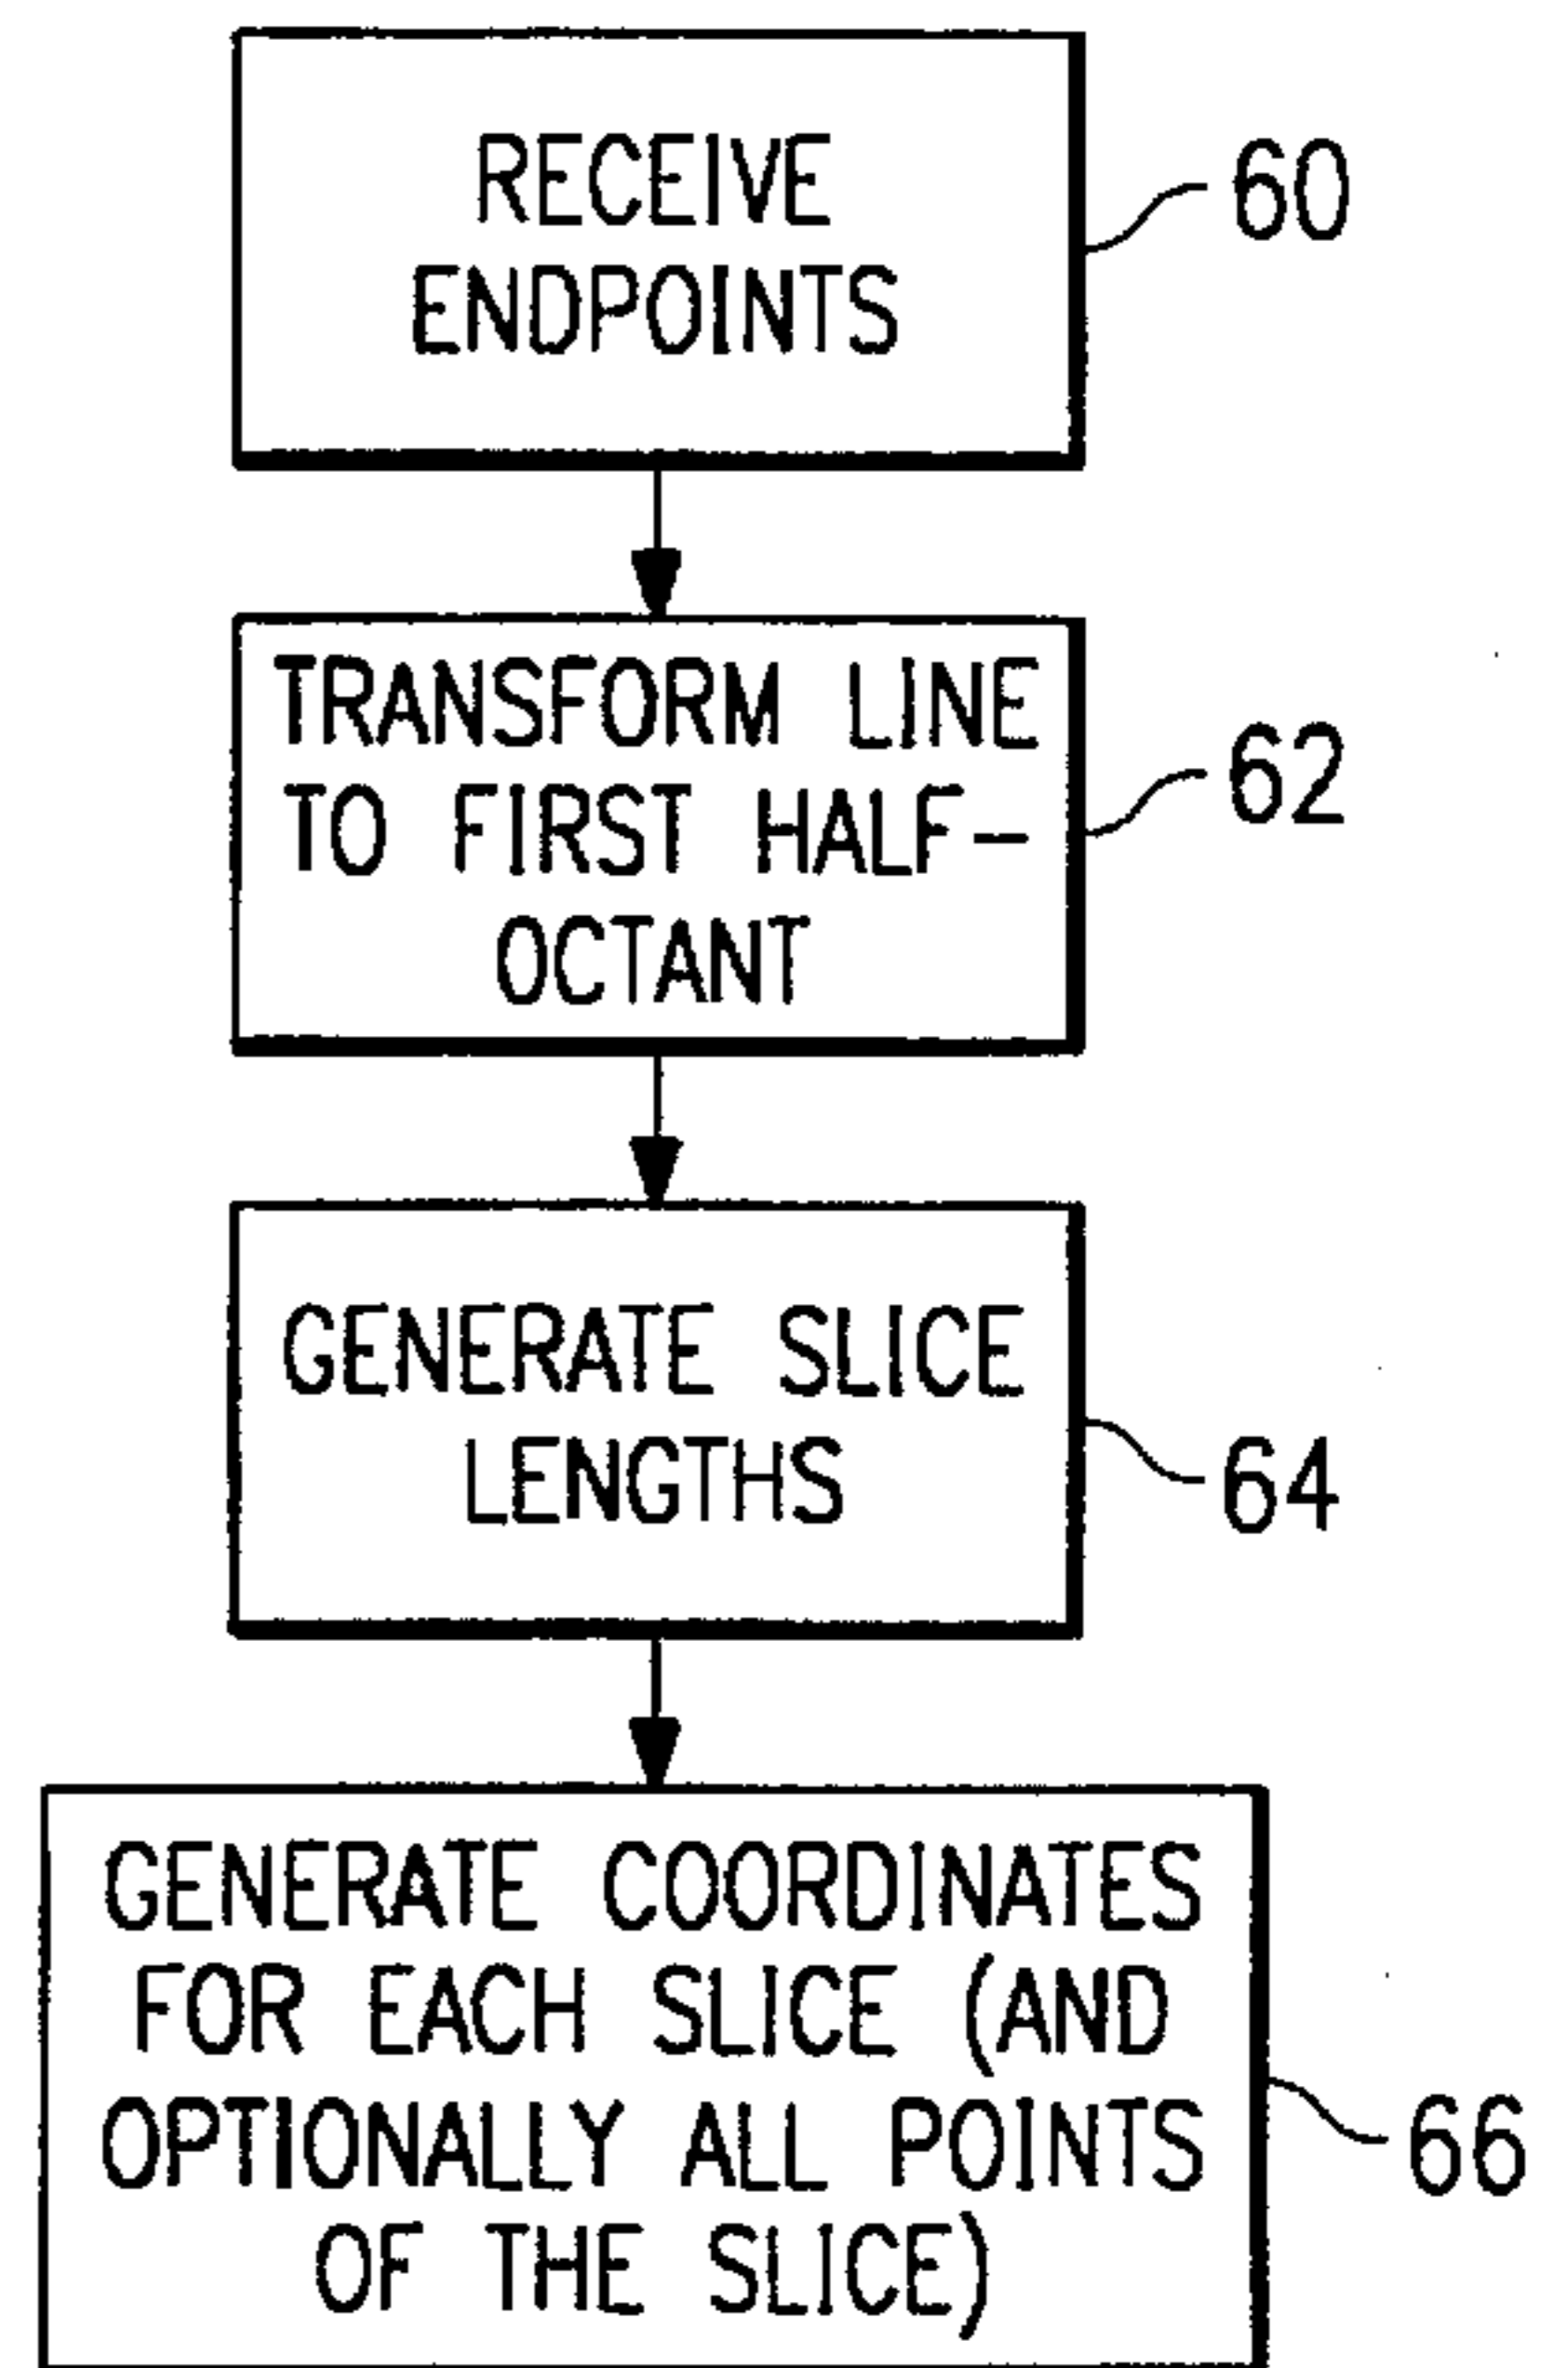 RECEIVE
ENDPOINTS
60
TRANSFORM LINE
TO FIRST HALF-
OCTANT
62
GENERATE SLICE
LENGTHS
64
GENERATE COORDINATES
FOR EACH SLICE (AND
OPTIONALLY ALL POINTS
OF THE SLICE)
66